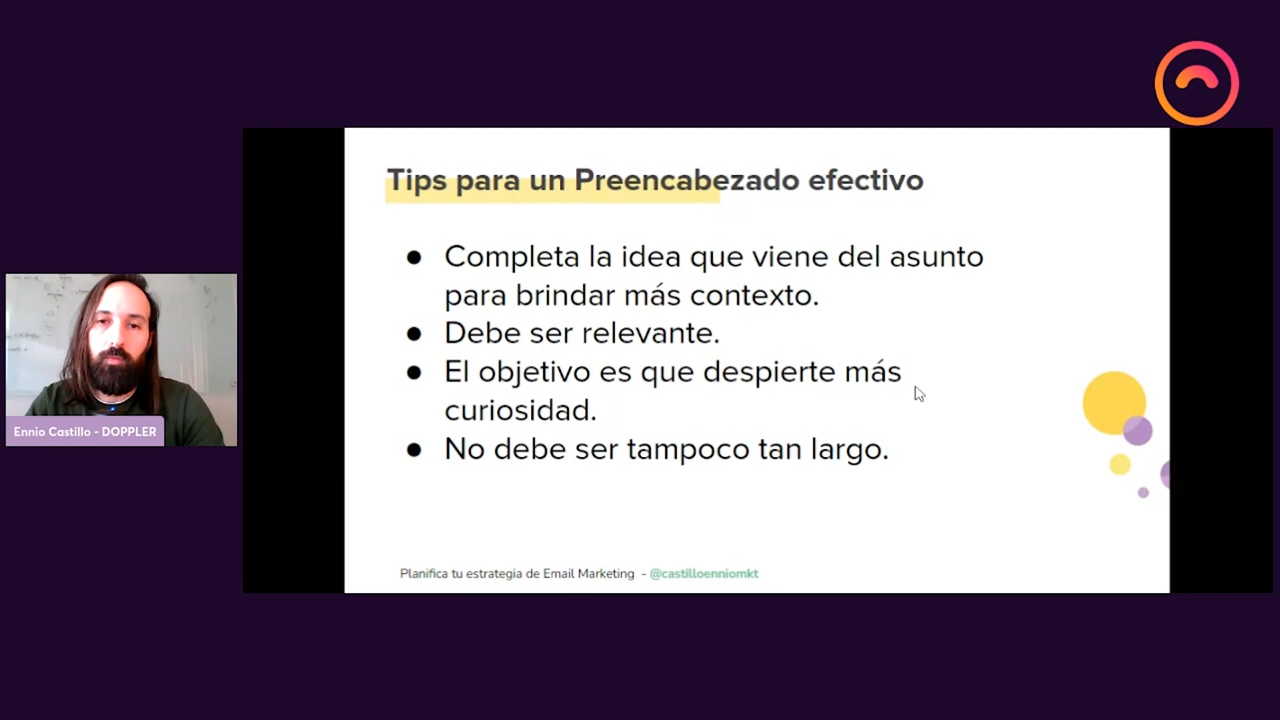 Tips para un Preencabezado efectivo
● Completa la idea que viene del asunto
para brindar más contexto.
● Debe ser relevante.
● El objetivo es que despierte más
curiosidad.
● No debe ser tampoco tan largo.
Ennio Castillo - DOPPLER
Planifica tu estrategia de Email Marketing - @castilloenniomkt